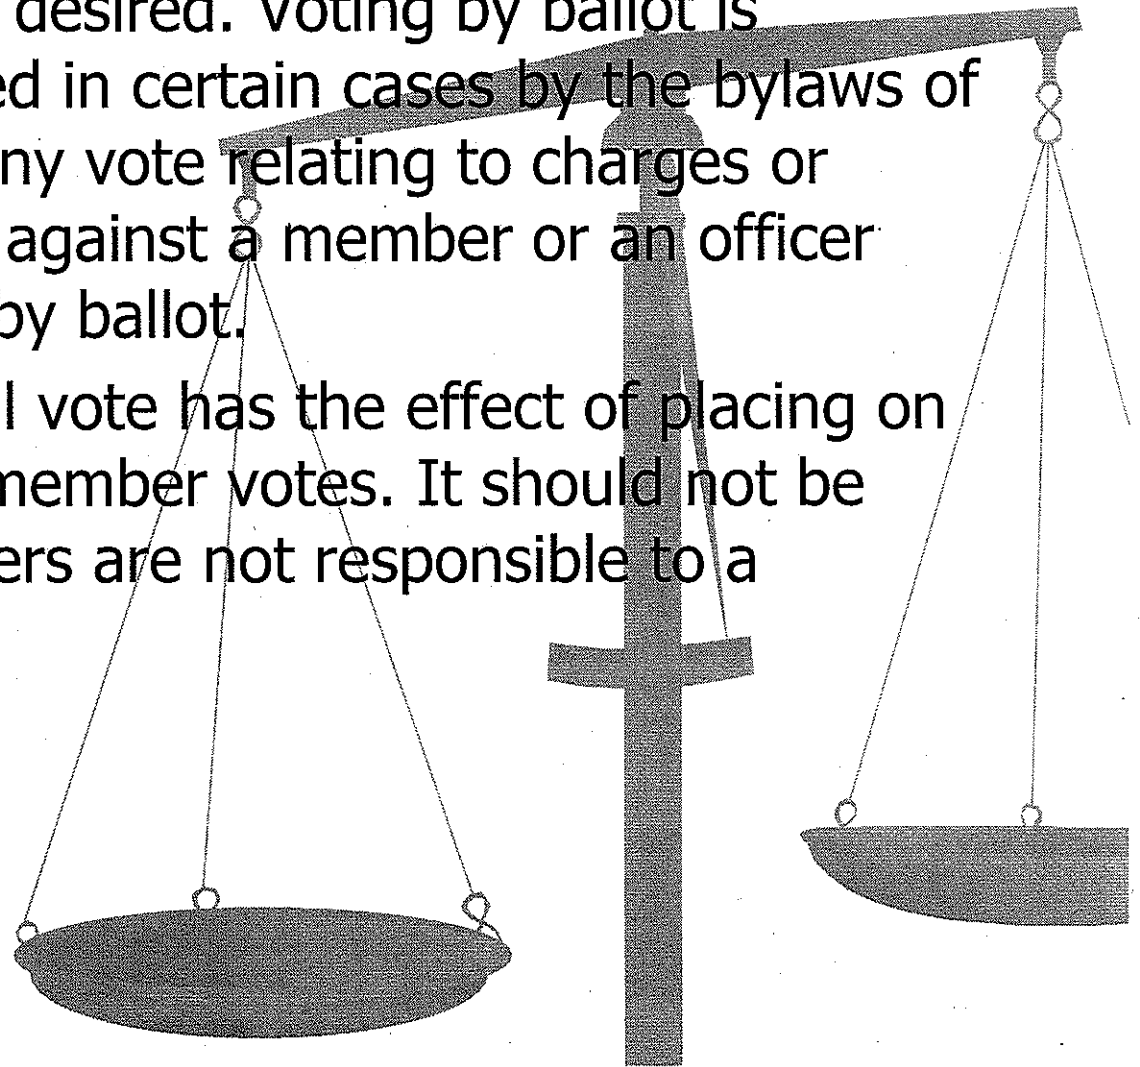 desired. Voting by ballot is
ed in certain cases by the bylaws of
ny vote relating to charges or
against a member or an officer
by ballot.
l vote has the effect of placing on
member votes. It should not be
ers are not responsible to a